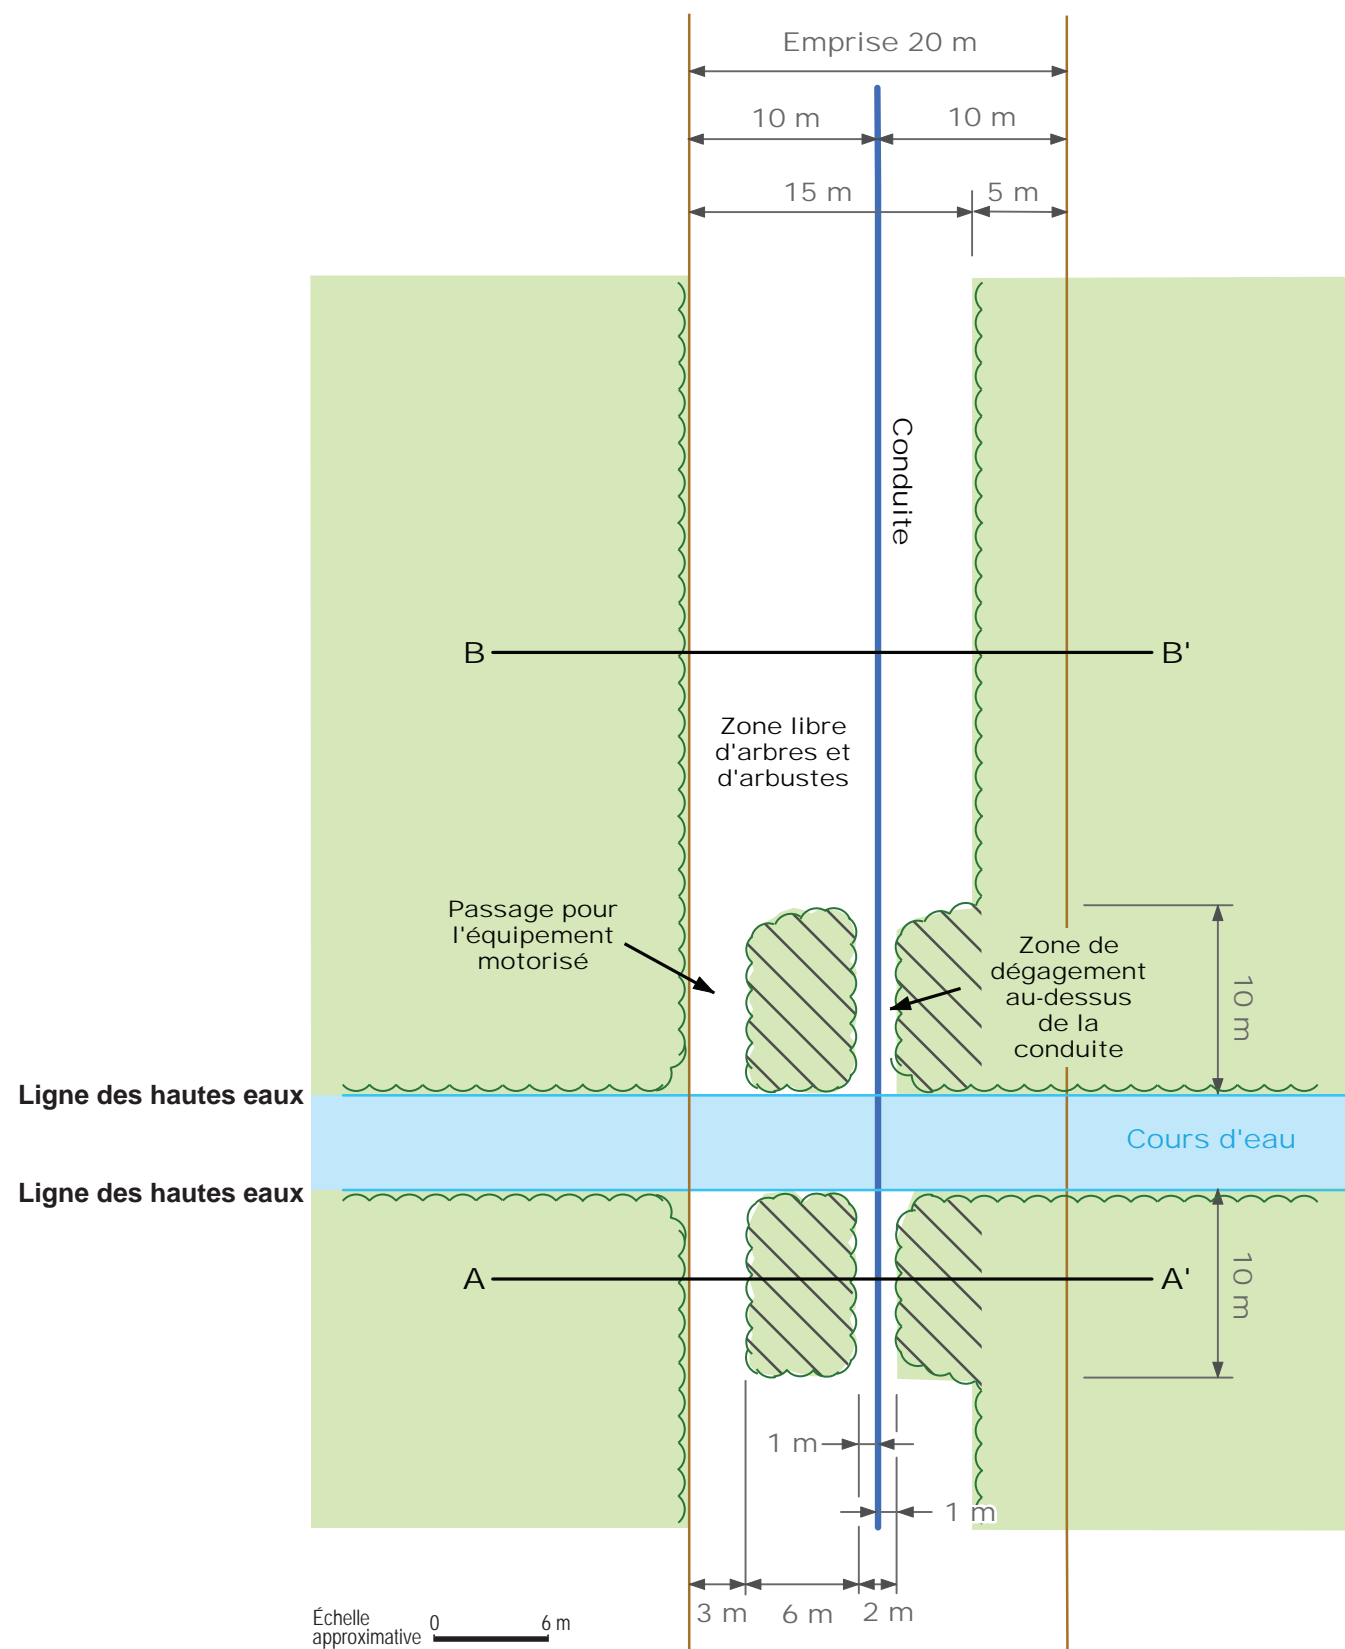 Emprise 20 m
10 m
10 m
15 m
5 m
Conduite
B
B'
Zone libre
d'arbres et
d'arbustes
Passage pour
l'équipement
motorisé
Zone de
dégagement
au-dessus
de la
conduite
10 m
Ligne des hautes eaux
Cours d'eau
Ligne des hautes eaux
A
A'
10 m
1 m
1 m
3 m
6 m
2 m
Échelle
approximative
0
6 m